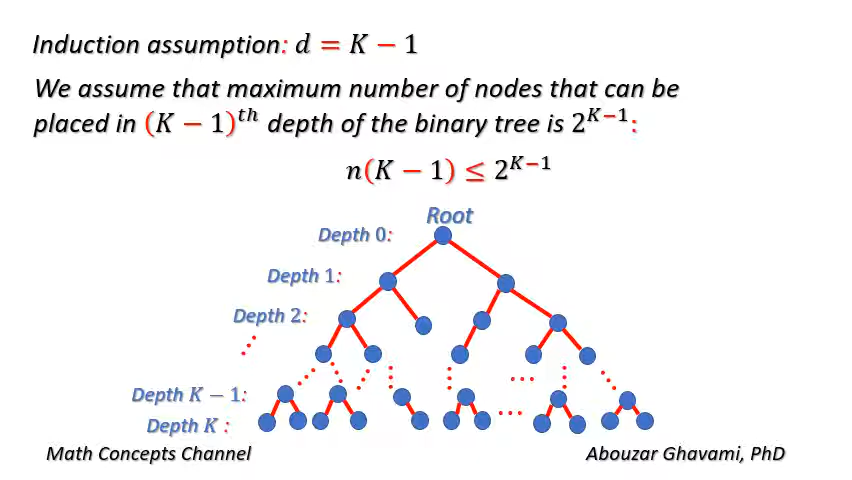 Induction assumption: d = K − 1
We assume that maximum number of nodes that can be
placed in (K − 1)^{th} depth of the binary tree is 2^{K−1}:
n(K − 1) ≤ 2^{K−1}
Root
Depth 0:
Depth 1:
Depth 2:
Depth K − 1:
Depth K :
Math Concepts Channel
Abouzar Ghavami, PhD